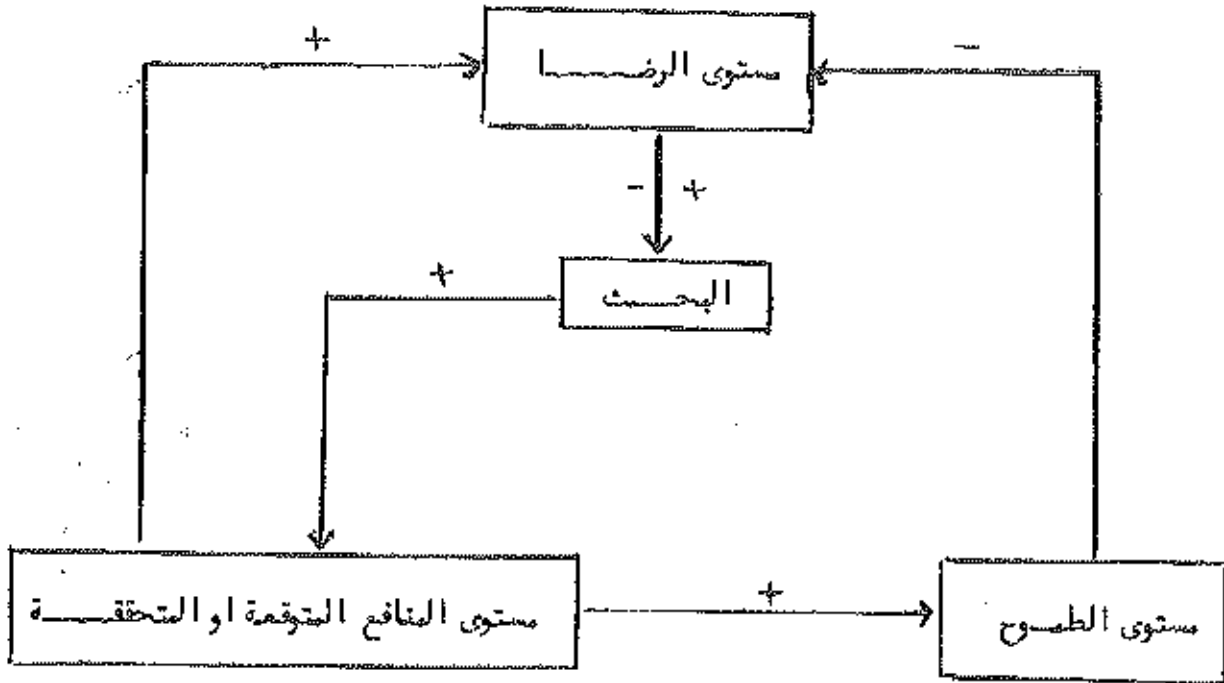 +
مستوى الرضا
-
- +
+
البحث
مستوى المنافع المتوقعة او المتحققة
+
مستوى الطموح